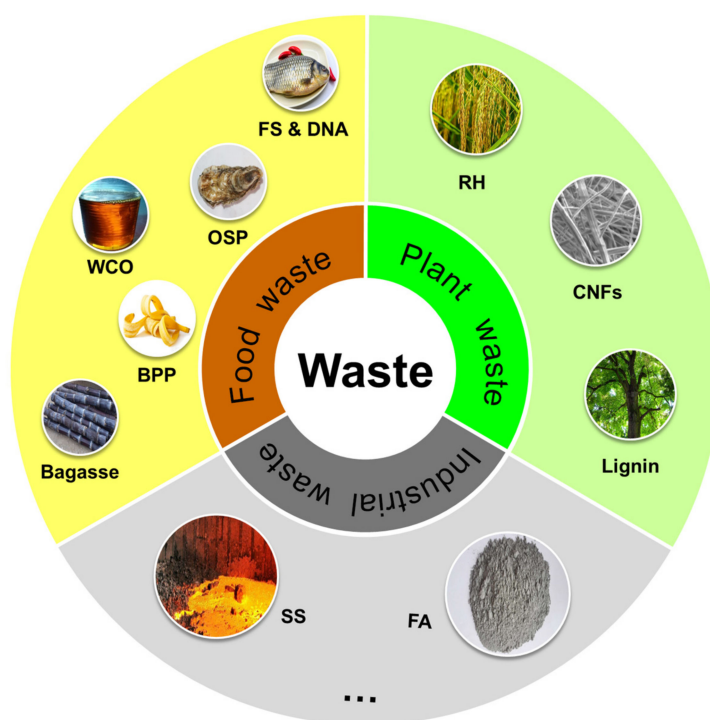 FS & DNA
RH
OSP
CNFs
WCO
BPP
Bagasse
Lignin
Food waste
Plant waste
Waste
Industrial waste
SS
FA
...